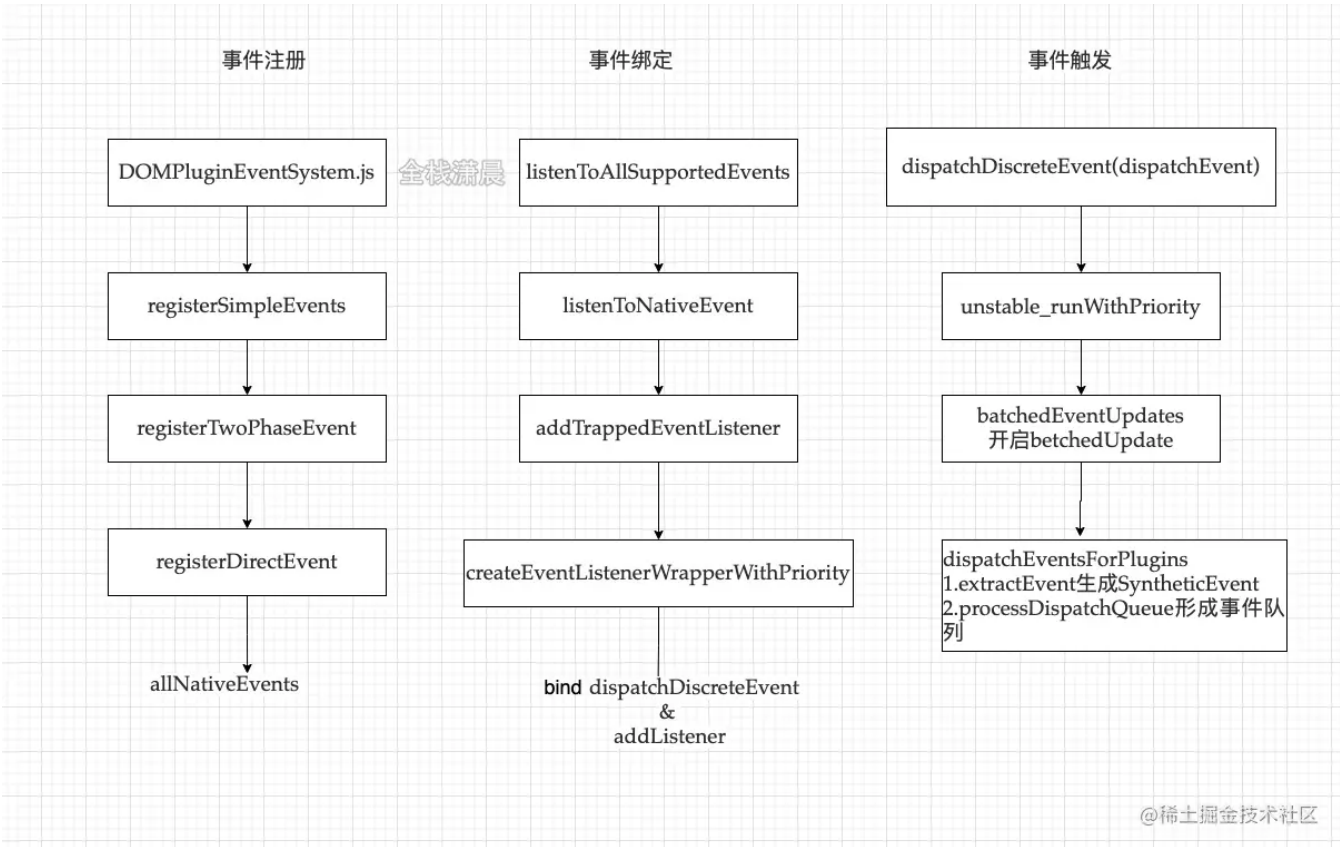 事件注册
事件绑定
事件触发
DOMPluginEventSystem.js
全栈潇晨
listenToAllSupportedEvents
dispatchDiscreteEvent(dispatchEvent)
registerSimpleEvents
listenToNativeEvent
unstable_runWithPriority
registerTwoPhaseEvent
addTrappedEventListener
batchedEventUpdates
开启betchedUpdate
registerDirectEvent
createEventListenerWrapperWithPriority
dispatchEventsForPlugins
1.extractEvent生成SyntheticEvent
2.processDispatchQueue形成事件队
列
allNativeEvents
bind dispatchDiscreteEvent
&
addListener
@稀土掘金技术社区